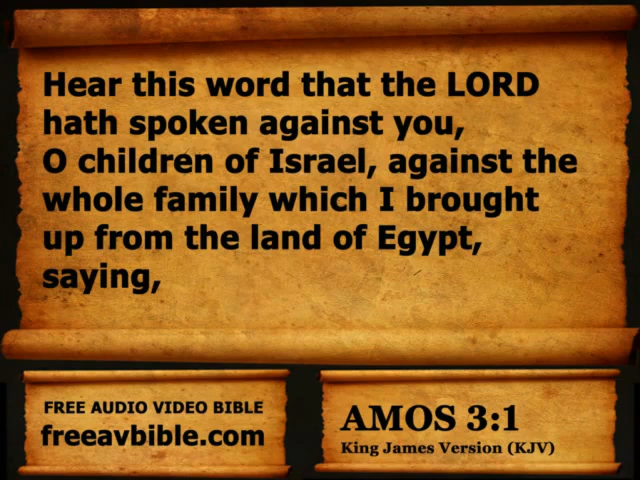 Hear this word that the LORD
hath spoken against you,
O children of Israel, against the
whole family which I brought
up from the land of Egypt,
saying,
FREE AUDIO VIDEO BIBLE
freeavbible.com
AMOS 3:1
King James Version (KJV)